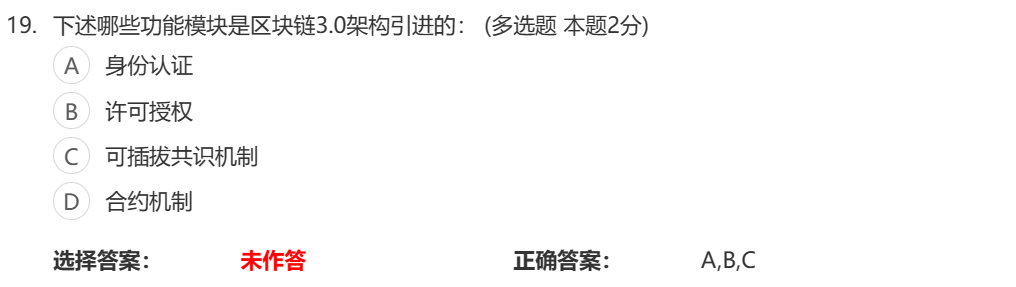 19. 下述哪些功能模块是区块链3.0架构引进的： (多选题 本题2分)
A 身份认证
B 许可授权
C 可插拔共识机制
D 合约机制
选择答案： 未作答 正确答案： A,B,C